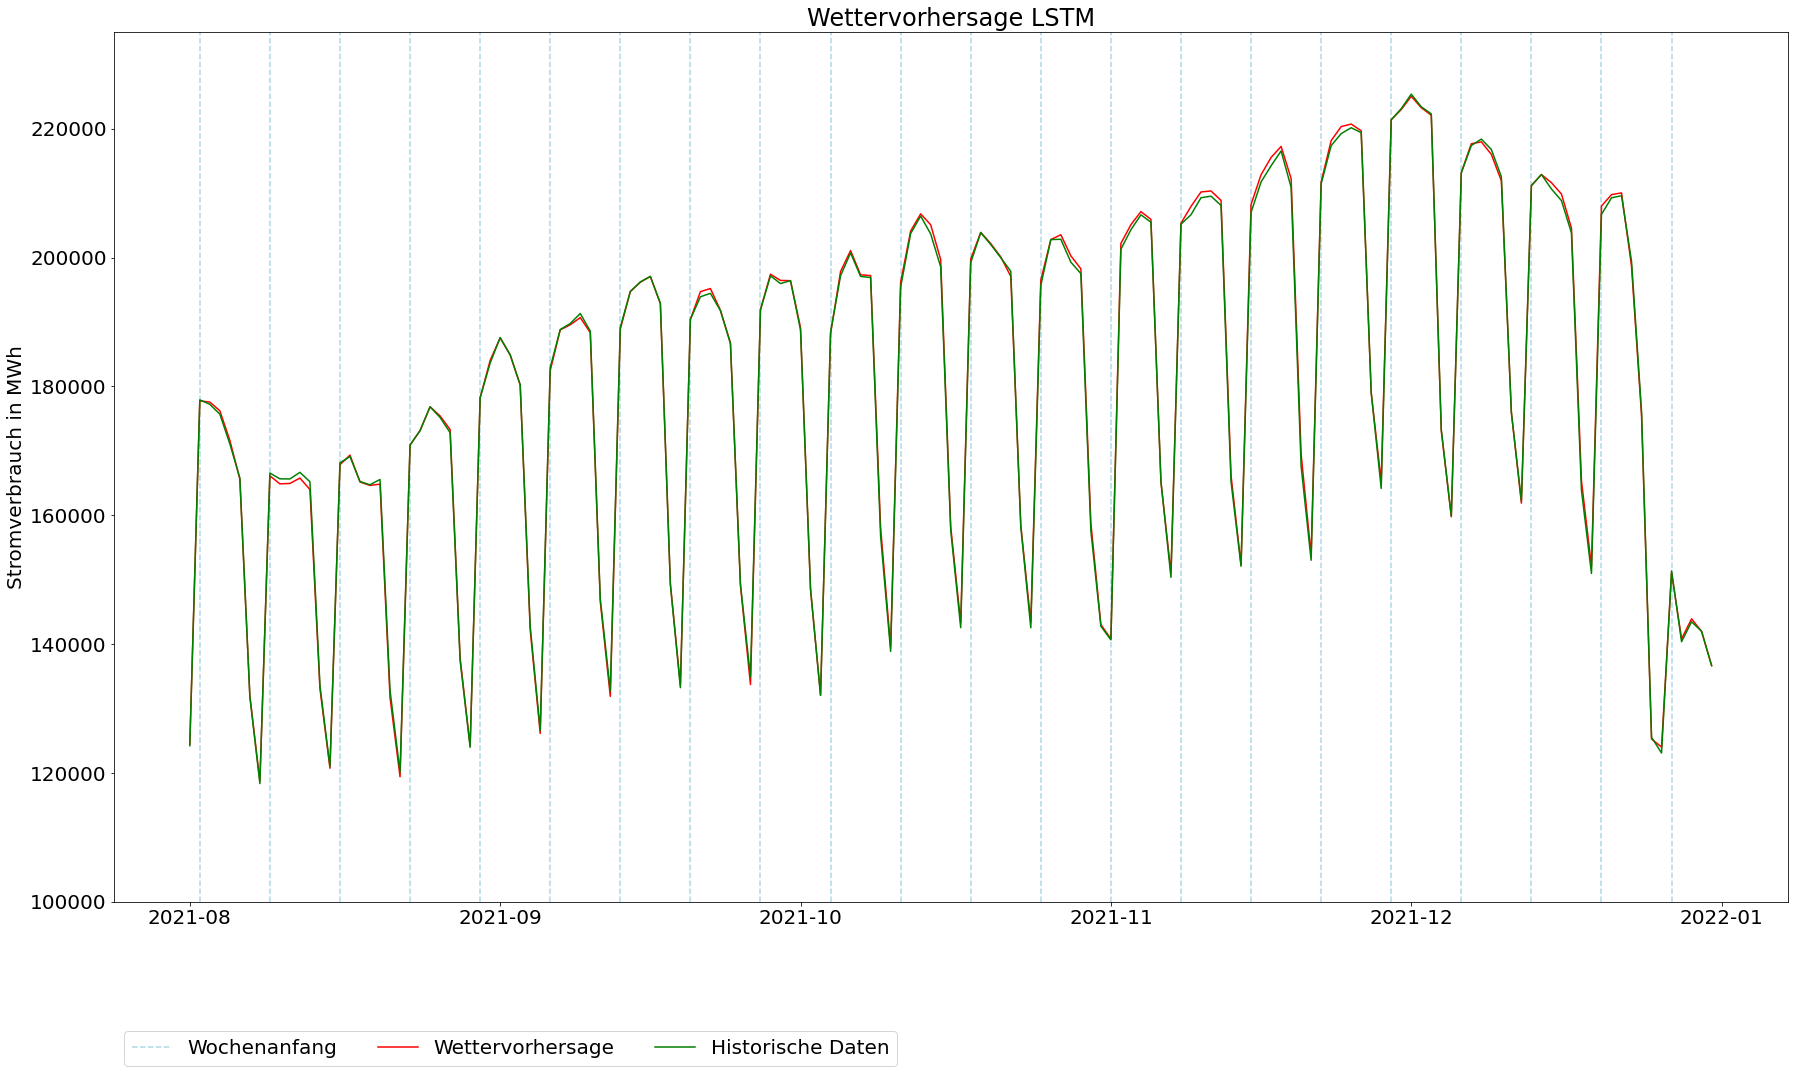 Wettervorhersage LSTM
Stromverbrauch in MWh
220000
200000
180000
160000
140000
120000
100000
2021-08 2021-09 2021-10 2021-11 2021-12 2022-01
Wochenanfang Wettervorhersage Historische Daten